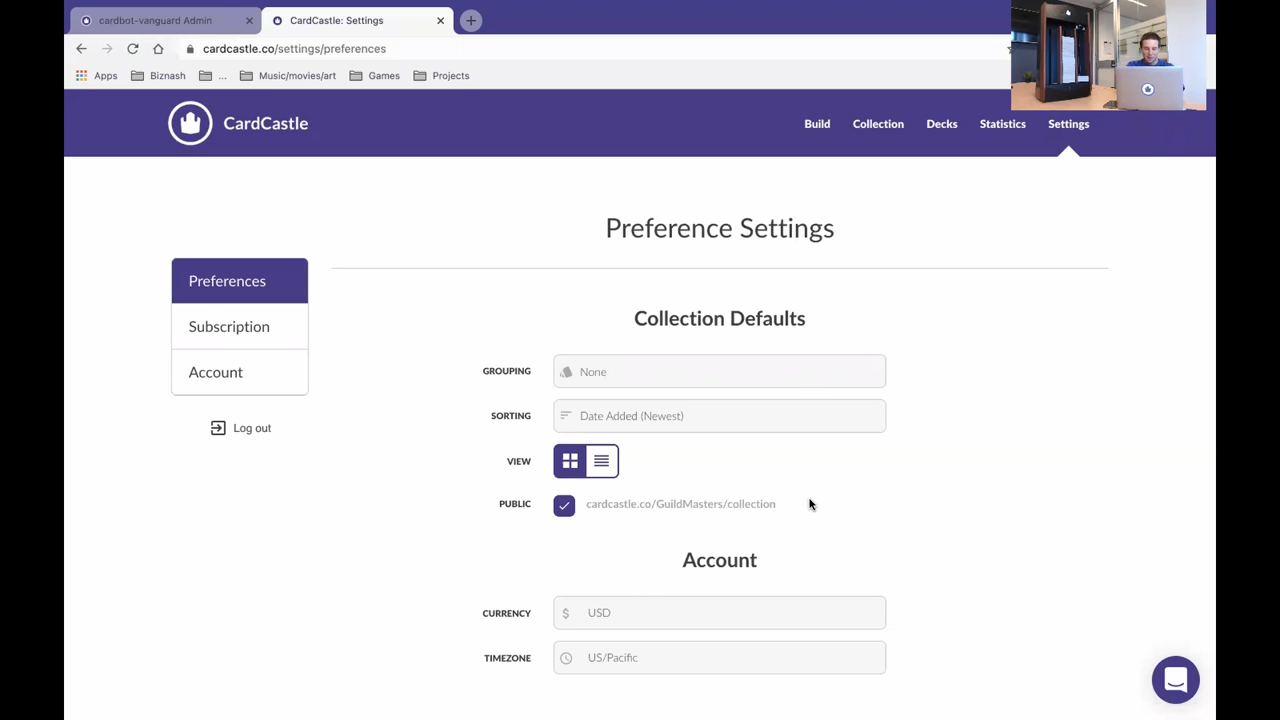 cardbot-vanguard Admin
CardCastle: Settings
cardcastle.co/settings/preferences
Apps
Biznash
...
Music/movies/art
Games
Projects
CardCastle
Build
Collection
Decks
Statistics
Settings
Preference Settings
Preferences
Subscription
Account
Log out
Collection Defaults
GROUPING
None
SORTING
Date Added (Newest)
VIEW
PUBLIC
cardcastle.co/GuildMasters/collection
Account
CURRENCY
$ USD
TIMEZONE
US/Pacific